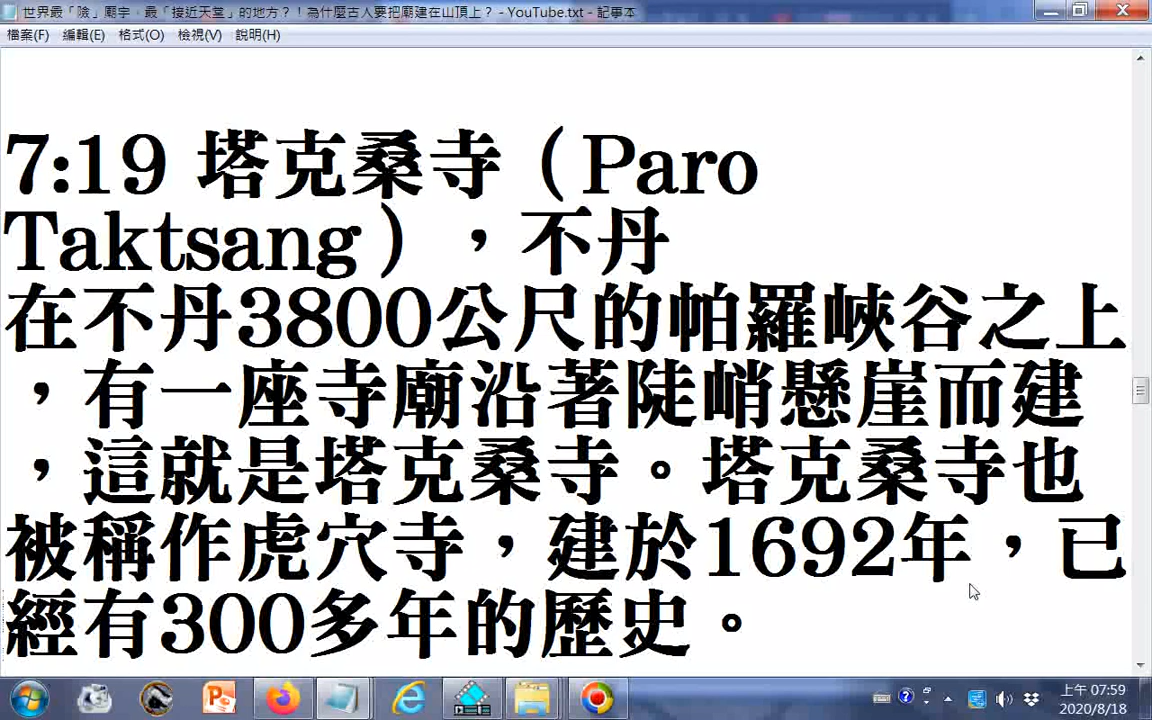 世界最「險」廟宇，最「接近天堂」的地方？！為什麼古人要把廟建在山頂上？ - YouTube.txt - 記事本
檔案(F) 編輯(E) 格式(O) 檢視(V) 說明(H)
7:19 塔克桑寺（Paro
Taktsang），不丹
在不丹3800公尺的帕羅峽谷之上
，有一座寺廟沿著陡峭懸崖而建
，這就是塔克桑寺。塔克桑寺也
被稱作虎穴寺，建於1692年，已
經有300多年的歷史。
上午 07:59
2020/8/18